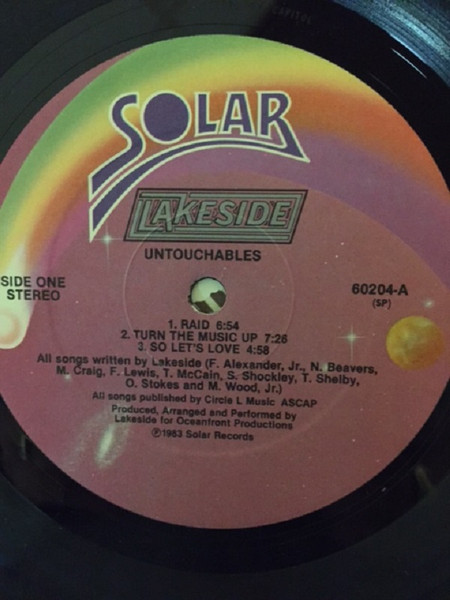 CAPITOL
SOLAR
LAKESIDE
UNTOUCHABLES
SIDE ONE
STEREO
60204-A
(SP)
1. RAID 6:54
2. TURN THE MUSIC UP 7:26
3. SO LET'S LOVE 4:58
All songs written by Lakeside (F. Alexander, Jr., N. Beavers,
M. Craig, F. Lewis, T. McCain, S. Shockley, T. Shelby,
O. Stokes and M. Wood, Jr.)
All songs published by Circle L Music ASCAP
Produced, Arranged and Performed by
Lakeside for Oceanfront Productions
℗1983 Solar Records